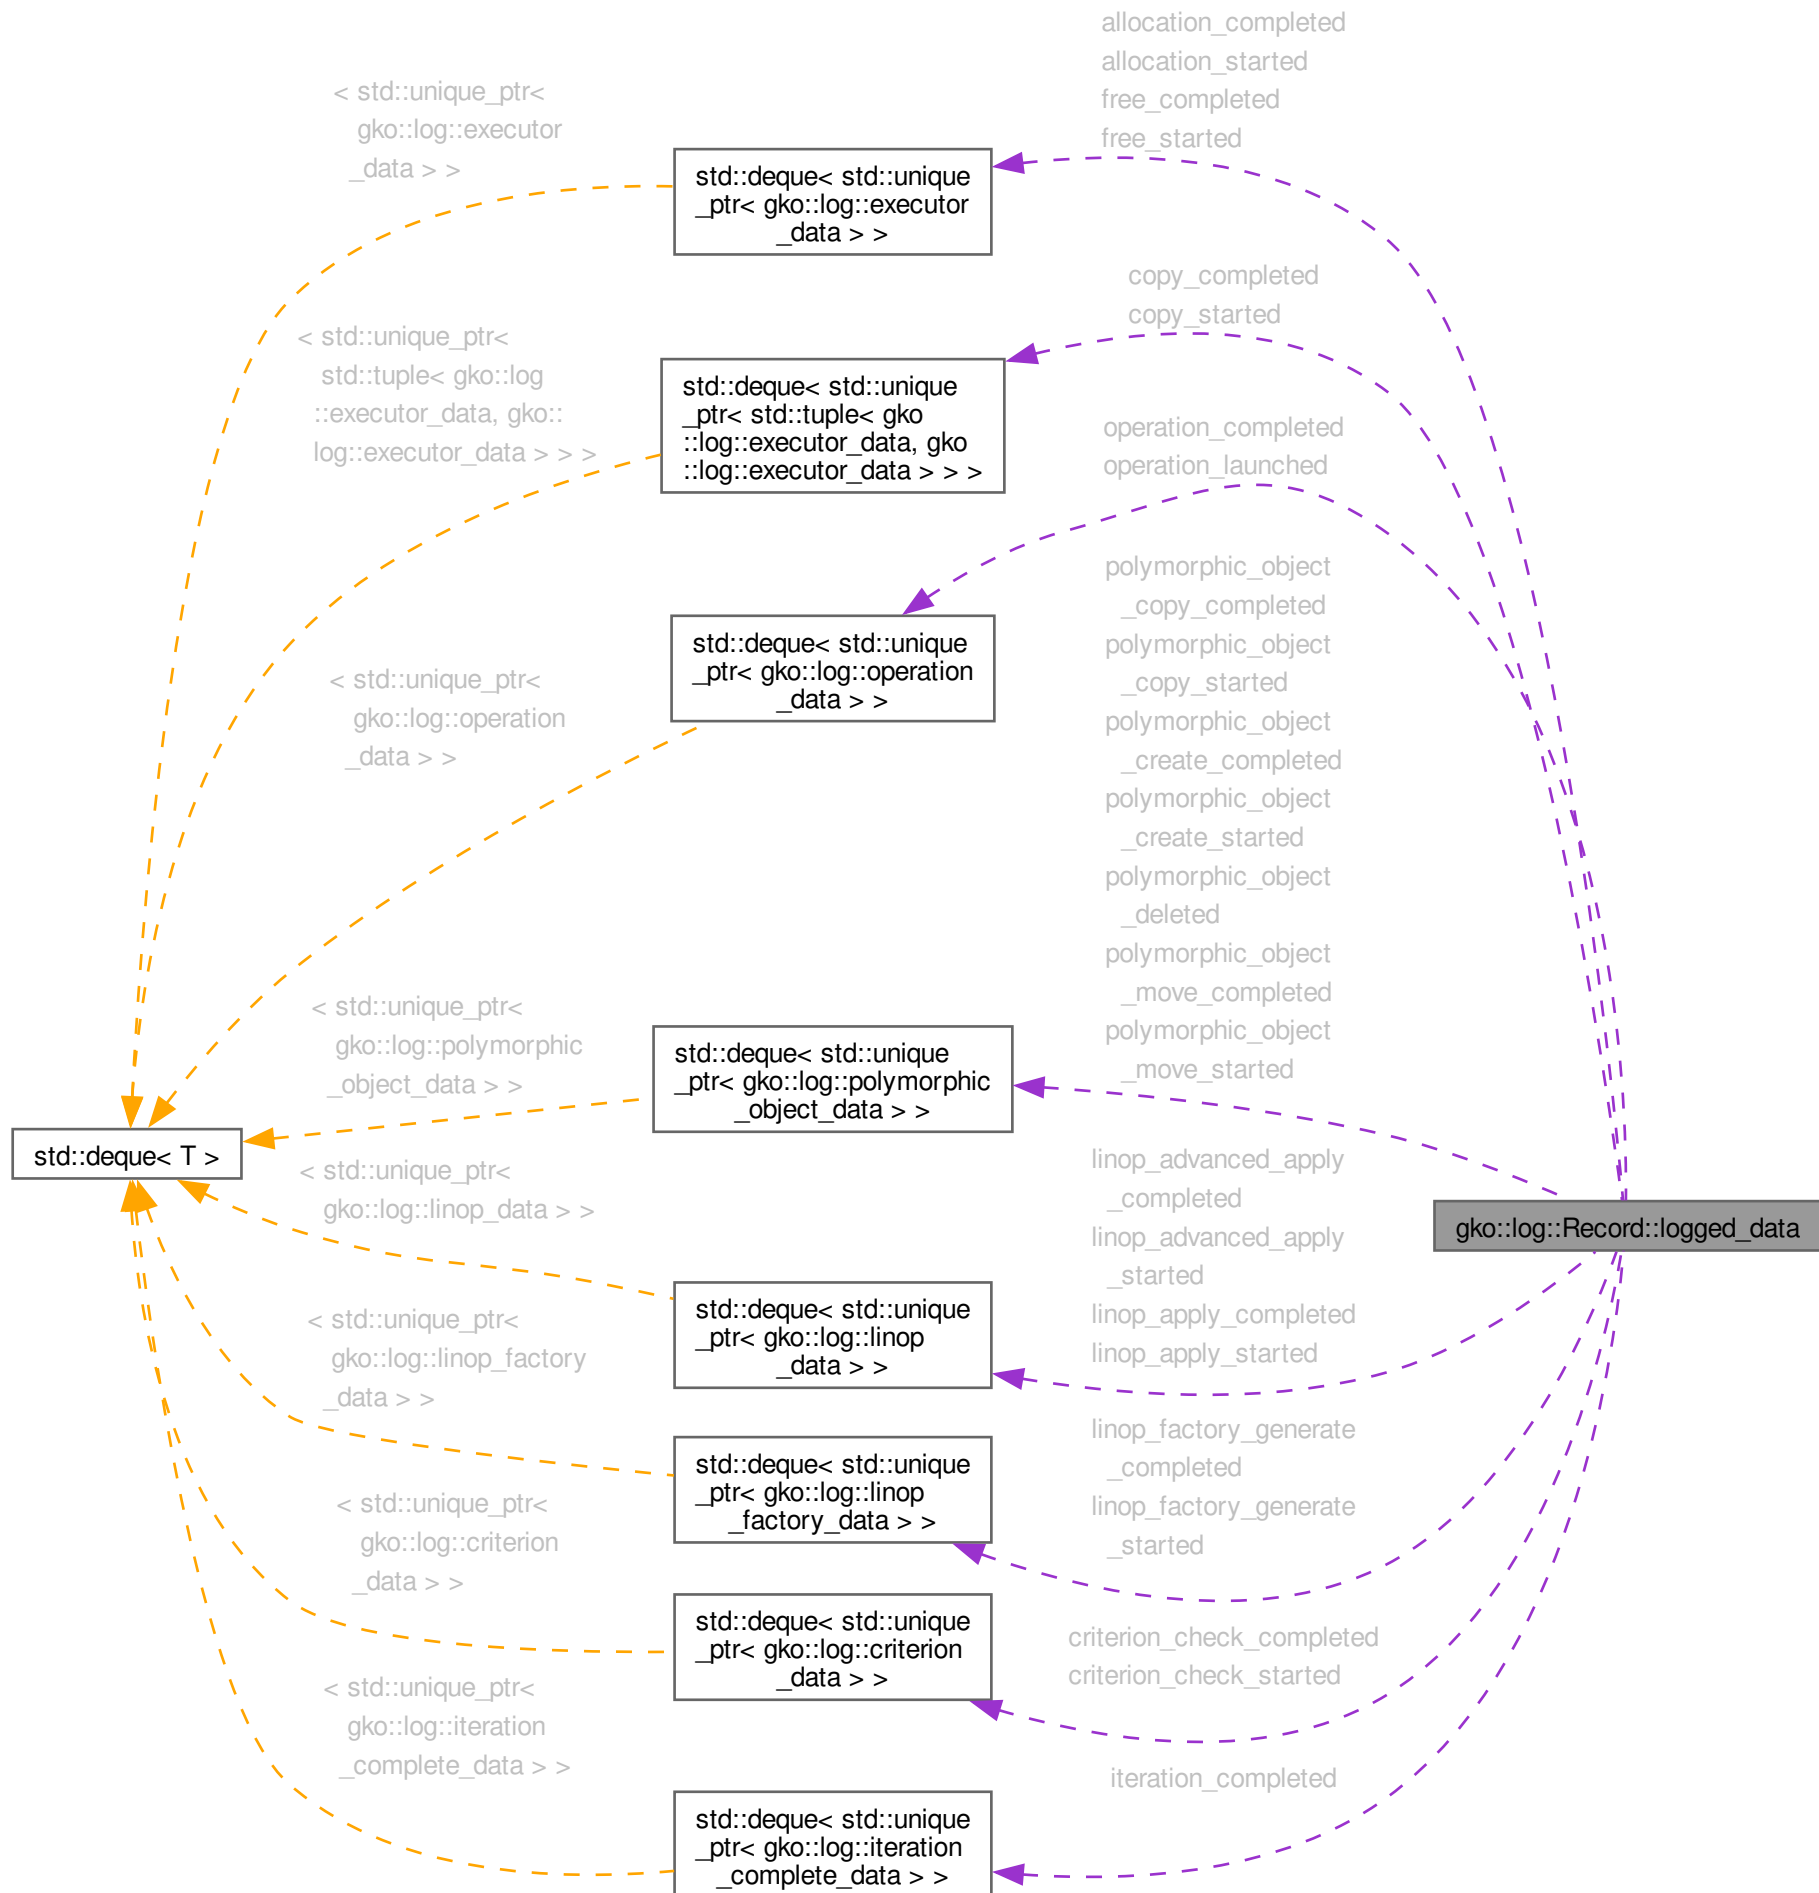 allocation_completed
allocation_started
free_completed
free_started
< std::unique_ptr<
gko::log::executor
_data > >
std::deque< std::unique
_ptr< gko::log::executor
_data > >
copy_completed
copy_started
< std::unique_ptr<
std::tuple< gko::log
::executor_data, gko::
log::executor_data > > >
std::deque< std::unique
_ptr< std::tuple< gko
::log::executor_data, gko
::log::executor_data > > >
operation_completed
operation_launched
< std::unique_ptr<
gko::log::operation
_data > >
std::deque< std::unique
_ptr< gko::log::operation
_data > >
polymorphic_object
_copy_completed
polymorphic_object
_copy_started
polymorphic_object
_create_completed
polymorphic_object
_create_started
polymorphic_object
_deleted
polymorphic_object
_move_completed
polymorphic_object
_move_started
< std::unique_ptr<
gko::log::polymorphic
_object_data > >
std::deque< std::unique
_ptr< gko::log::polymorphic
_object_data > >
std::deque< T >
gko::log::Record::logged_data
< std::unique_ptr<
gko::log::linop_data > >
std::deque< std::unique
_ptr< gko::log::linop
_data > >
linop_advanced_apply
_completed
linop_advanced_apply
_started
linop_apply_completed
linop_apply_started
< std::unique_ptr<
gko::log::linop_factory
_data > >
std::deque< std::unique
_ptr< gko::log::linop
_factory_data > >
linop_factory_generate
_completed
linop_factory_generate
_started
< std::unique_ptr<
gko::log::criterion
_data > >
std::deque< std::unique
_ptr< gko::log::criterion
_data > >
criterion_check_completed
criterion_check_started
< std::unique_ptr<
gko::log::iteration
_complete_data > >
std::deque< std::unique
_ptr< gko::log::iteration
_complete_data > >
iteration_completed